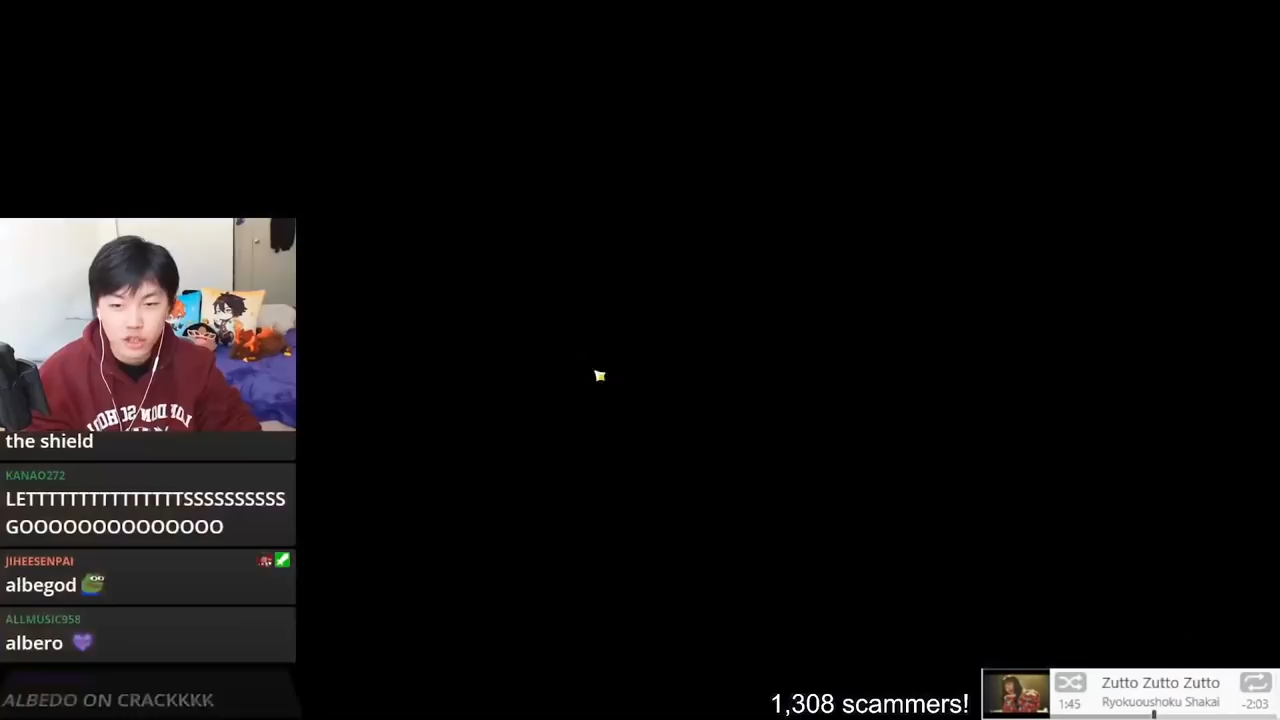 the shield
KANAO272
LETTTTTTTTTTTTTTTSSSSSSSSSS
GOOOOOOOOOOOOOO
JIHEESENPAI
albegod
ALLMUSIC958
albero
ALBEDO ON CRACKKKK
1,308 scammers!
Zutto Zutto Zutto
1:45
Ryokuoushoku Shakai
-2:03